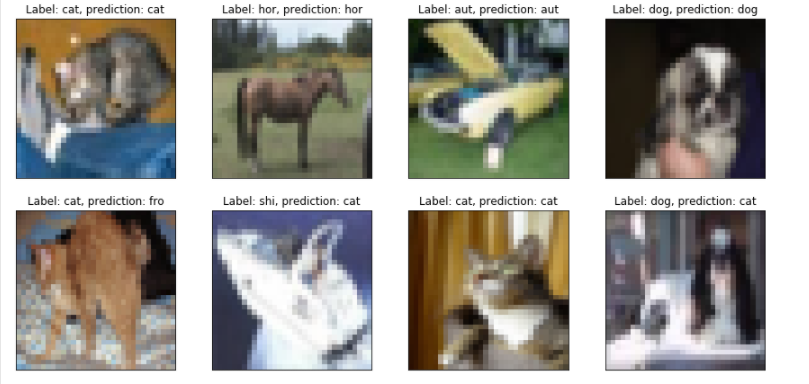 Label: cat, prediction: cat
Label: hor, prediction: hor
Label: aut, prediction: aut
Label: dog, prediction: dog
Label: cat, prediction: fro
Label: shi, prediction: cat
Label: cat, prediction: cat
Label: dog, prediction: cat